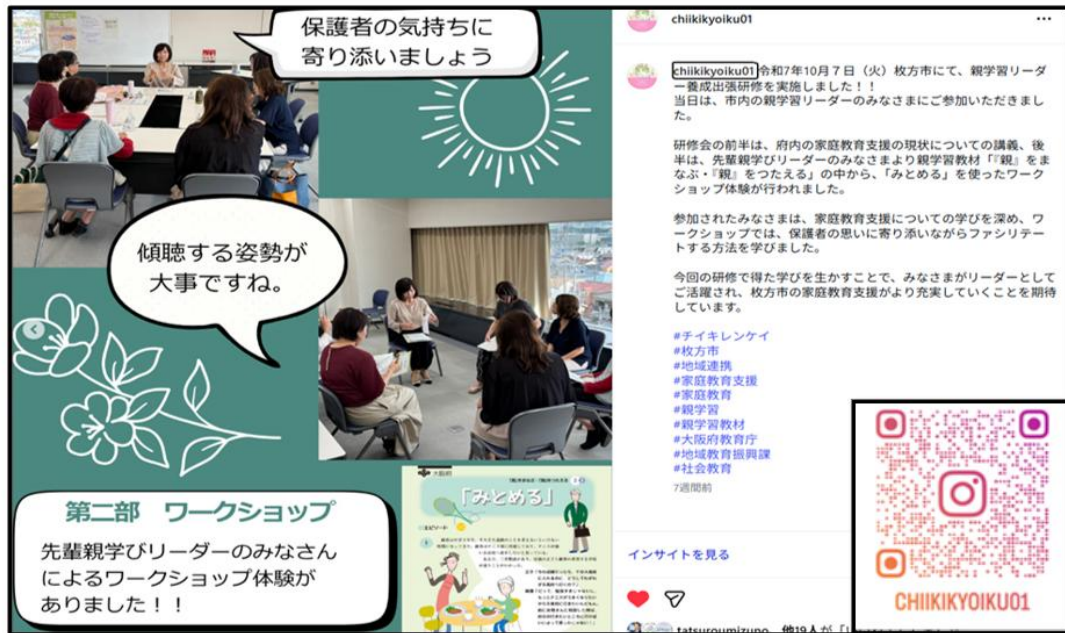 保護者の気持ちに
寄り添いましょう
傾聴する姿勢が
大事ですね。
第二部 ワークショップ
先輩親学びリーダーのみなさん
によるワークショップ体験が
ありました！！
大阪府
「みとめる」
エピソード
chiikikyoiku01
chiikikyoiku01 令和7年10月7日（火）枚方市にて、親学習リーダ
ー養成出張研修を実施しました！！
当日は、市内の親学習リーダーのみなさまにご参加いただきまし
た。
研修会の前半は、府内の家庭教育支援の現状についての講義、後
半は、先輩親学びリーダーのみなさまより親学習教材「『親』をま
なぶ・『親』をつたえる」の中から、「みとめる」を使ったワーク
ショップ体験が行われました。
参加されたみなさまは、家庭教育支援についての学びを深め、ワ
ークショップでは、保護者の思いに寄り添いながらファシリテー
トする方法を学びました。
今回の研修で得た学びを生かすことで、みなさまがリーダーとして
ご活躍され、枚方市の家庭教育支援がより充実していくことを期待
しています。
#チイキレンケイ
#枚方市
#地域連携
#家庭教育支援
#家庭教育
#親学習
#親学習教材
#大阪府教育庁
#地域教育振興課
#社会教育
7週間前
インサイトを見る
tatsuroumizuno、他19人が「
CHIIKIKYOIKU01